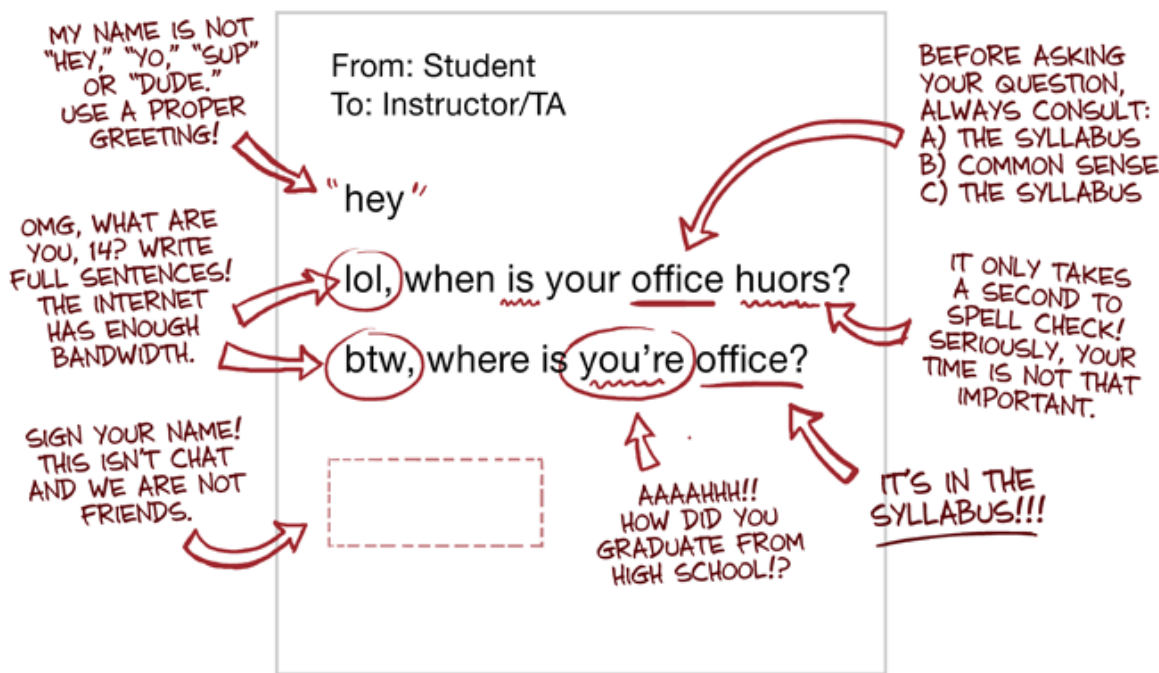 MY NAME IS NOT
"HEY," "YO," "SUP"
OR "DUDE."
USE A PROPER
GREETING!
From: Student
To: Instructor/TA
BEFORE ASKING
YOUR QUESTION,
ALWAYS CONSULT:
A) THE SYLLABUS
B) COMMON SENSE
C) THE SYLLABUS
"hey"
OMG, WHAT ARE
YOU, 14? WRITE
FULL SENTENCES!
THE INTERNET
HAS ENOUGH
BANDWIDTH.
lol, when is your office huors?
btw, where is you're office?
IT ONLY TAKES
A SECOND TO
SPELL CHECK!
SERIOUSLY, YOUR
TIME IS NOT THAT
IMPORTANT.
SIGN YOUR NAME!
THIS ISN'T CHAT
AND WE ARE NOT
FRIENDS.
AAAAHHH!!
HOW DID YOU
GRADUATE FROM
HIGH SCHOOL!?
IT'S IN THE
SYLLABUS!!!